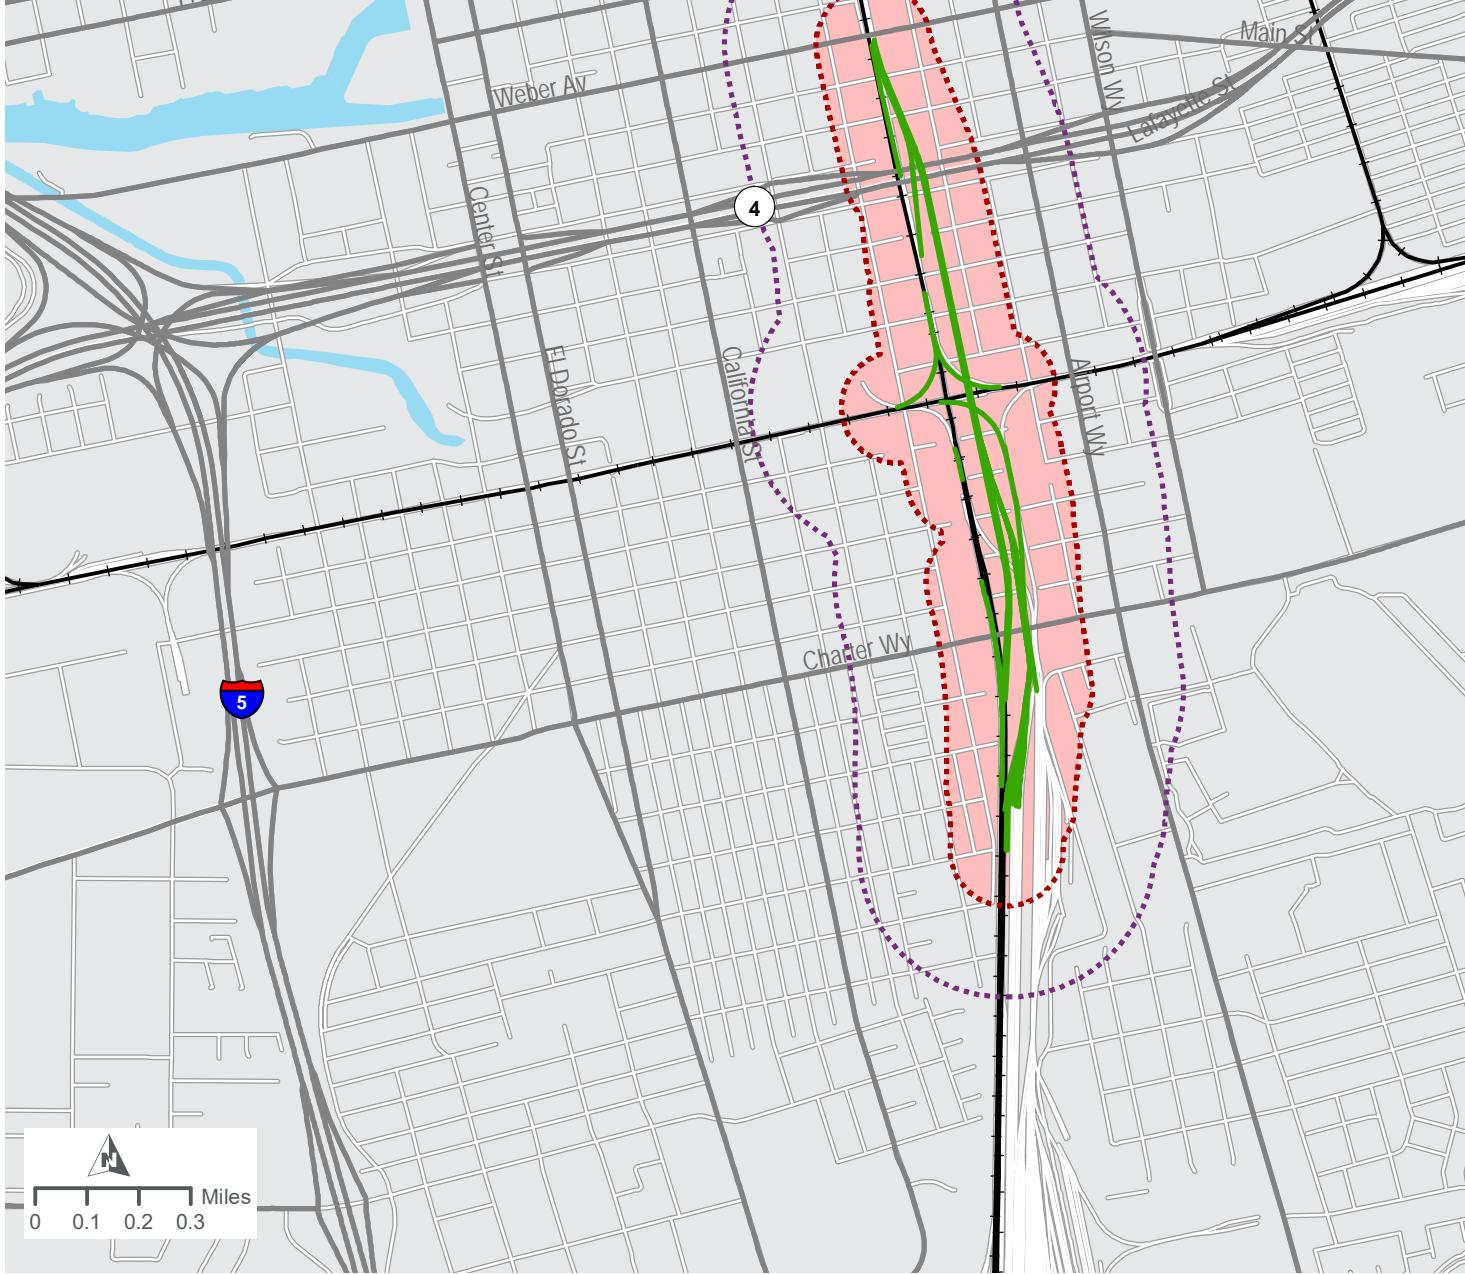 Main St
Wilson Wy
Weber Av
Lafayette St
4
Center St
El Dorado St
California St
Airport Wy
Charter Wy
5
N
Miles
0 0.1 0.2 0.3